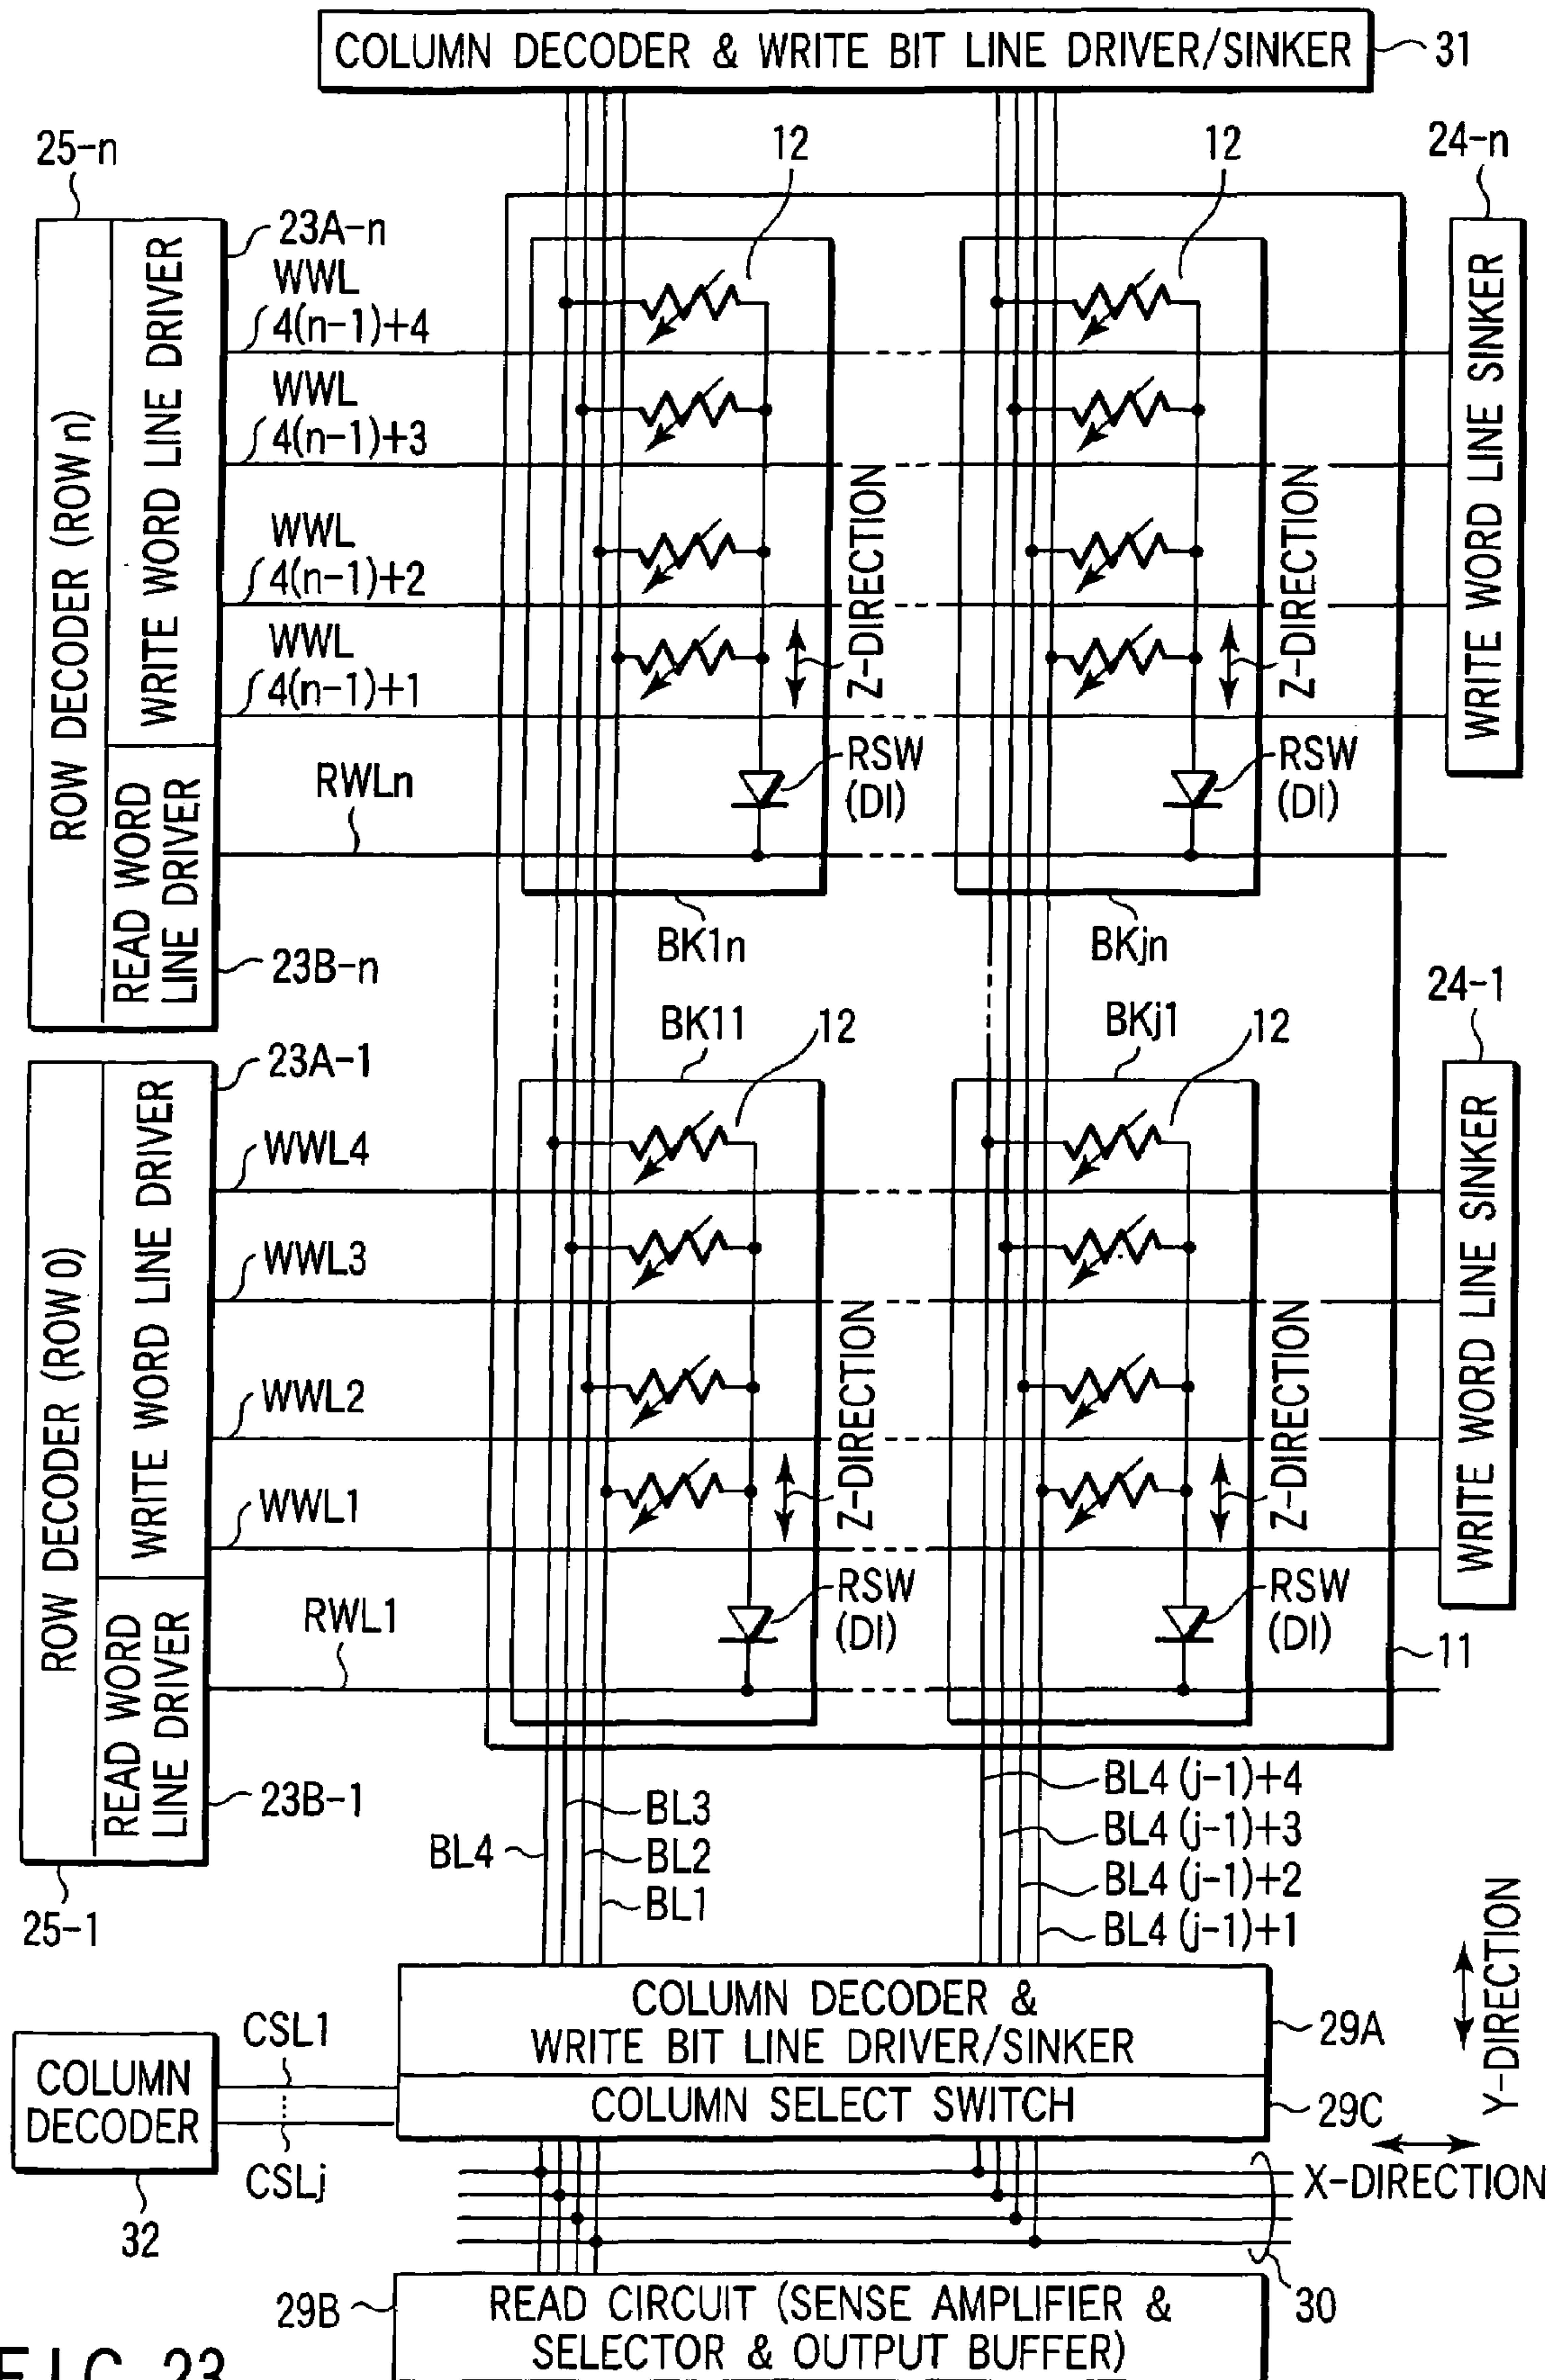 COLUMN DECODER & WRITE BIT LINE DRIVER/SINKER
31
25-n
12
12
24-n
23A-n
WWL
4(n-1)+4
WWL
4(n-1)+3
WWL
4(n-1)+2
WWL
4(n-1)+1
ROW DECODER (ROW n)
WRITE WORD LINE DRIVER
READ WORD
LINE DRIVER
RWLn
Z-DIRECTION
Z-DIRECTION
WRITE WORD LINE SINKER
RSW
(DI)
RSW
(DI)
23B-n
BK1n
BKjn
24-1
BK11
12
BKj1
12
23A-1
WWL4
WWL3
WWL2
WWL1
ROW DECODER (ROW 0)
WRITE WORD LINE DRIVER
READ WORD
LINE DRIVER
RWL1
Z-DIRECTION
Z-DIRECTION
WRITE WORD LINE SINKER
RSW
(DI)
RSW
(DI)
11
23B-1
25-1
BL4
BL3
BL2
BL1
BL4 (j-1)+4
BL4 (j-1)+3
BL4 (j-1)+2
BL4 (j-1)+1
Y-DIRECTION
COLUMN DECODER &
WRITE BIT LINE DRIVER/SINKER
29A
COLUMN SELECT SWITCH
29C
CSL1
COLUMN
DECODER
CSLj
32
X-DIRECTION
30
29B
READ CIRCUIT (SENSE AMPLIFIER &
SELECTOR & OUTPUT BUFFER)
FIG. 23